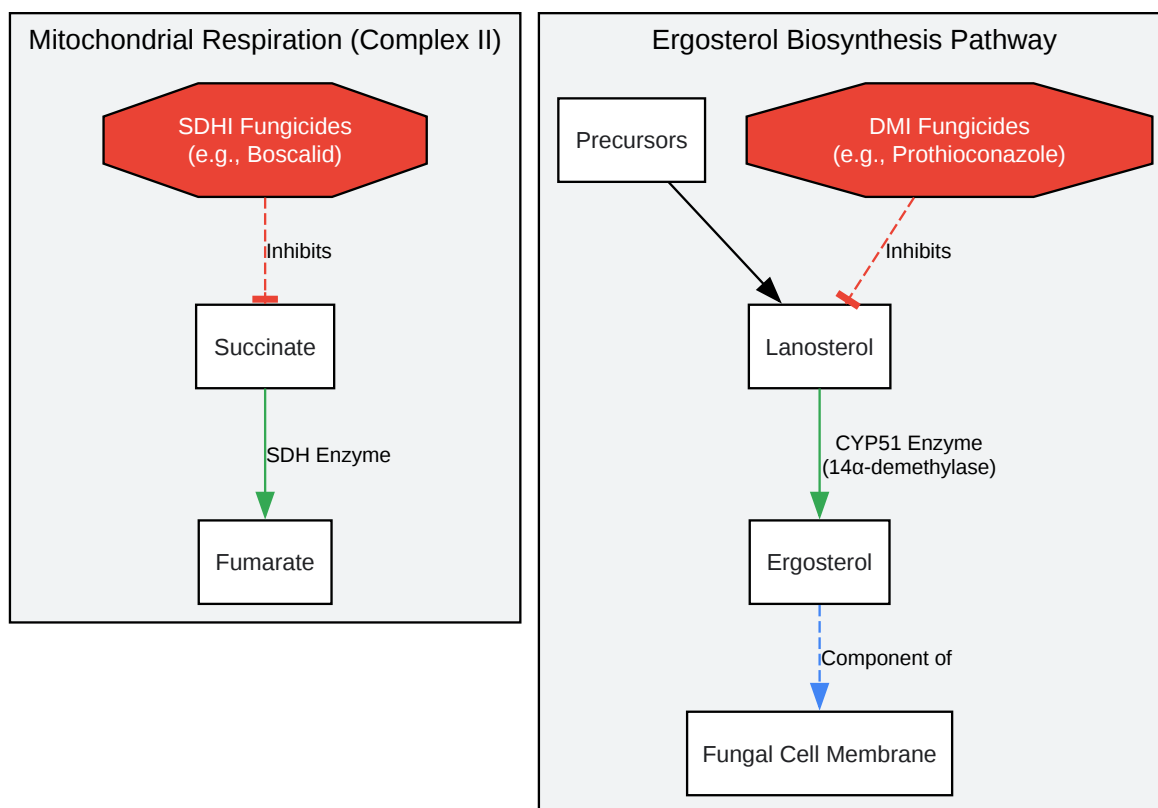 Mitochondrial Respiration (Complex II)
SDHI Fungicides
(e.g., Boscalid)
Inhibits
Succinate
SDH Enzyme
Fumarate
Ergosterol Biosynthesis Pathway
Precursors
DMI Fungicides
(e.g., Prothioconazole)
Inhibits
Lanosterol
CYP51 Enzyme
(14α-demethylase)
Ergosterol
Component of
Fungal Cell Membrane